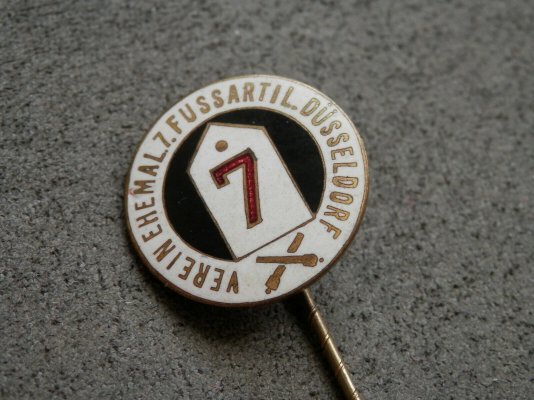 VEREIN EHEMAL. 7. FUSSARTIL. DÜSSELDORF
7